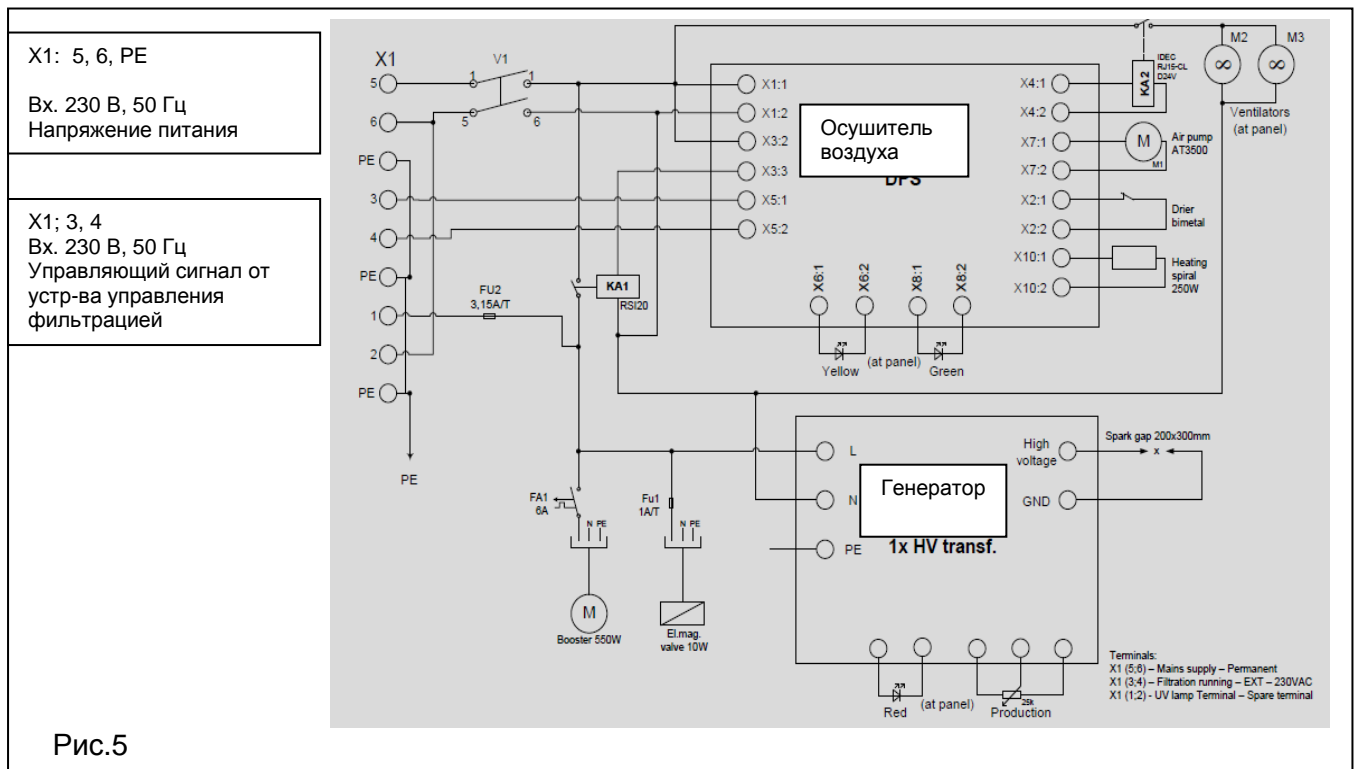 X1: 5, 6, PE
Вх. 230 В, 50 Гц
Напряжение питания
X1; 3, 4
Вх. 230 В, 50 Гц
Управляющий сигнал от
устр-ва управления
фильтрацией
X1
5
6
PE
3
4
PE
1
2
PE
PE
V1
1
1
5
6
FU2
3,15A/T
KA1
RSI20
X1:1
X1:2
X3:2
X3:3
X5:1
X5:2
Осушитель
воздуха
X4:1
X4:2
X7:1
X7:2
X2:1
X2:2
X10:1
X10:2
X6:1
X6:2
X8:1
X8:2
Yellow
(at panel)
Green
IDEC
RJ15-CL
D24V
KA2
M2
M3
Ventilators
(at panel)
M
M1
Air pump
AT3500
Drier
bimetal
Heating
spiral
250W
FA1
6A
N PE
M
Booster 550W
Fu1
1A/T
N PE
El.mag.
valve 10W
L
N
PE
Генератор
1x HV transf.
High
voltage
GND
Spark gap 200x300mm
x
Red
(at panel)
25k
Production
Terminals:
X1 (5;6) – Mains supply – Permanent
X1 (3;4) – Filtration running – EXT – 230VAC
X1 (1;2) - UV lamp Terminal – Spare terminal
Рис.5